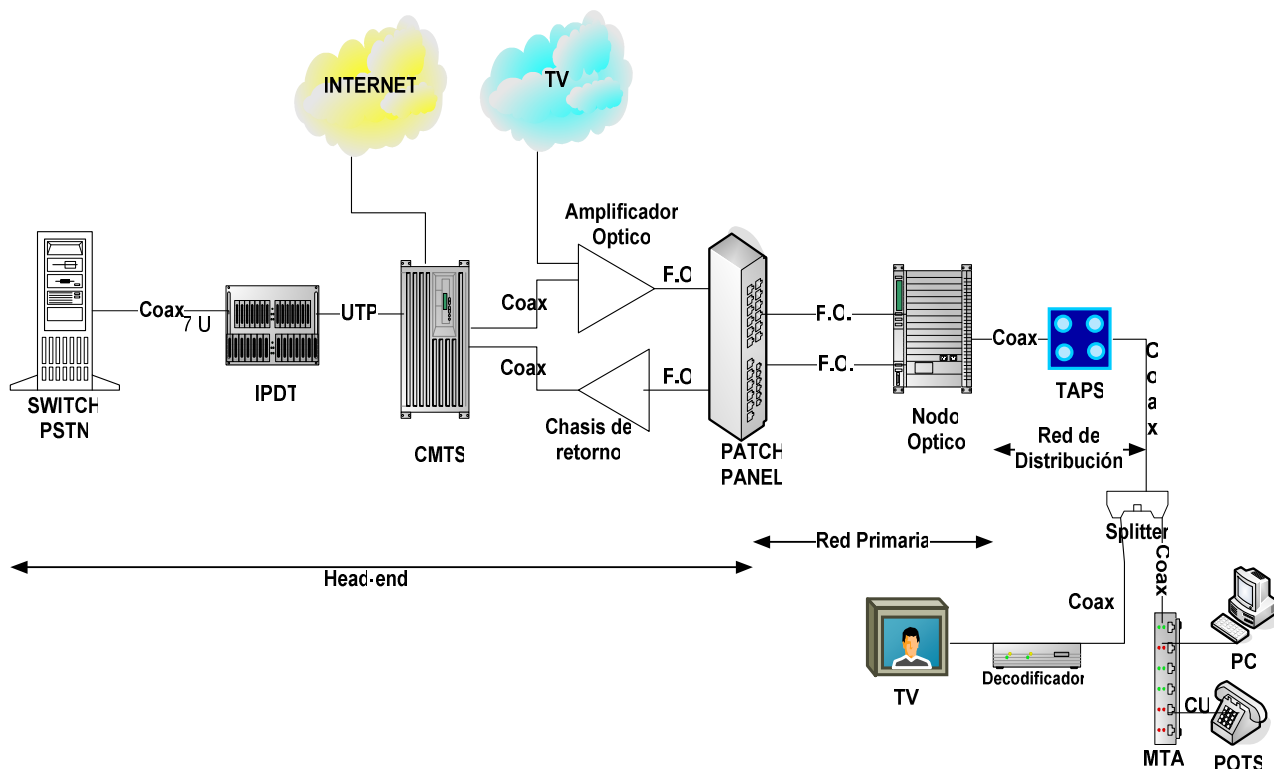 INTERNET
TV
Amplificador
Optico
F.O
Coax
Coax
7 U
UTP
F.O.
Coax
Coax
F.O
F.O.
SWITCH
PSTN
IPDT
CMTS
Chasis de
retorno
PATCH
PANEL
Nodo
Optico
TAPS
Coax
Red de
Distribución
Splitter
Red Primaria
Head-end
Coax
Coax
TV
Decodificador
PC
CU
MTA
POTS